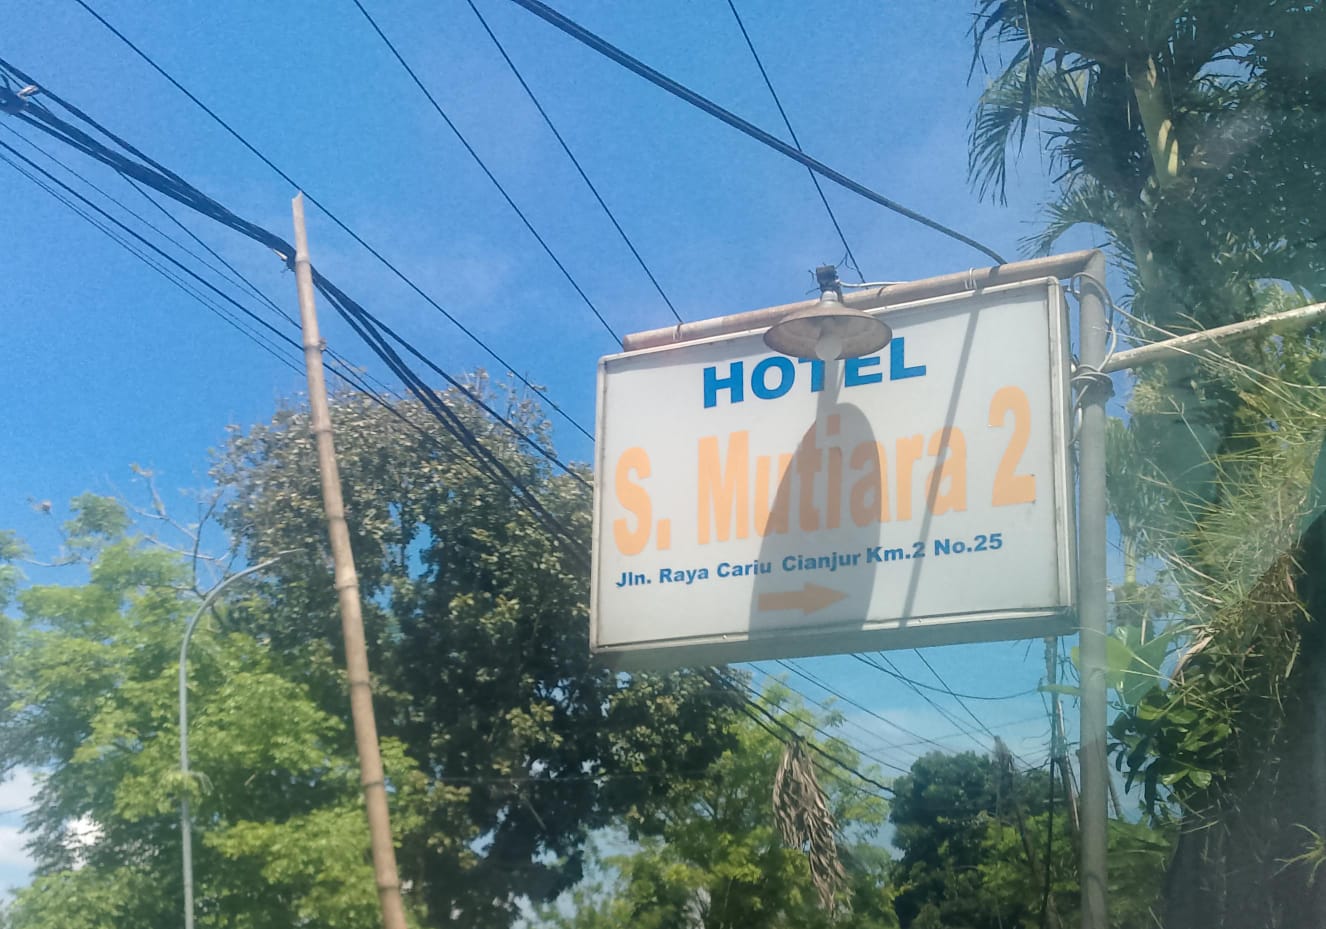 HOTEL
S. Mutiara 2
Jln. Raya Cariu Cianjur Km.2 No.25